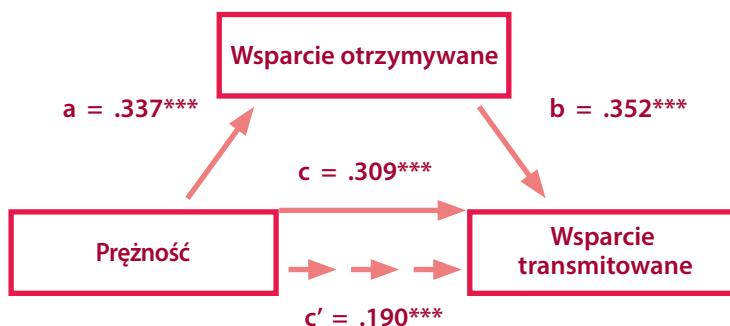 Wsparcie otrzymywane
a = .337***
b = .352***
c = .309***
Prężność
Wsparcie
transmitowane
c’ = .190***